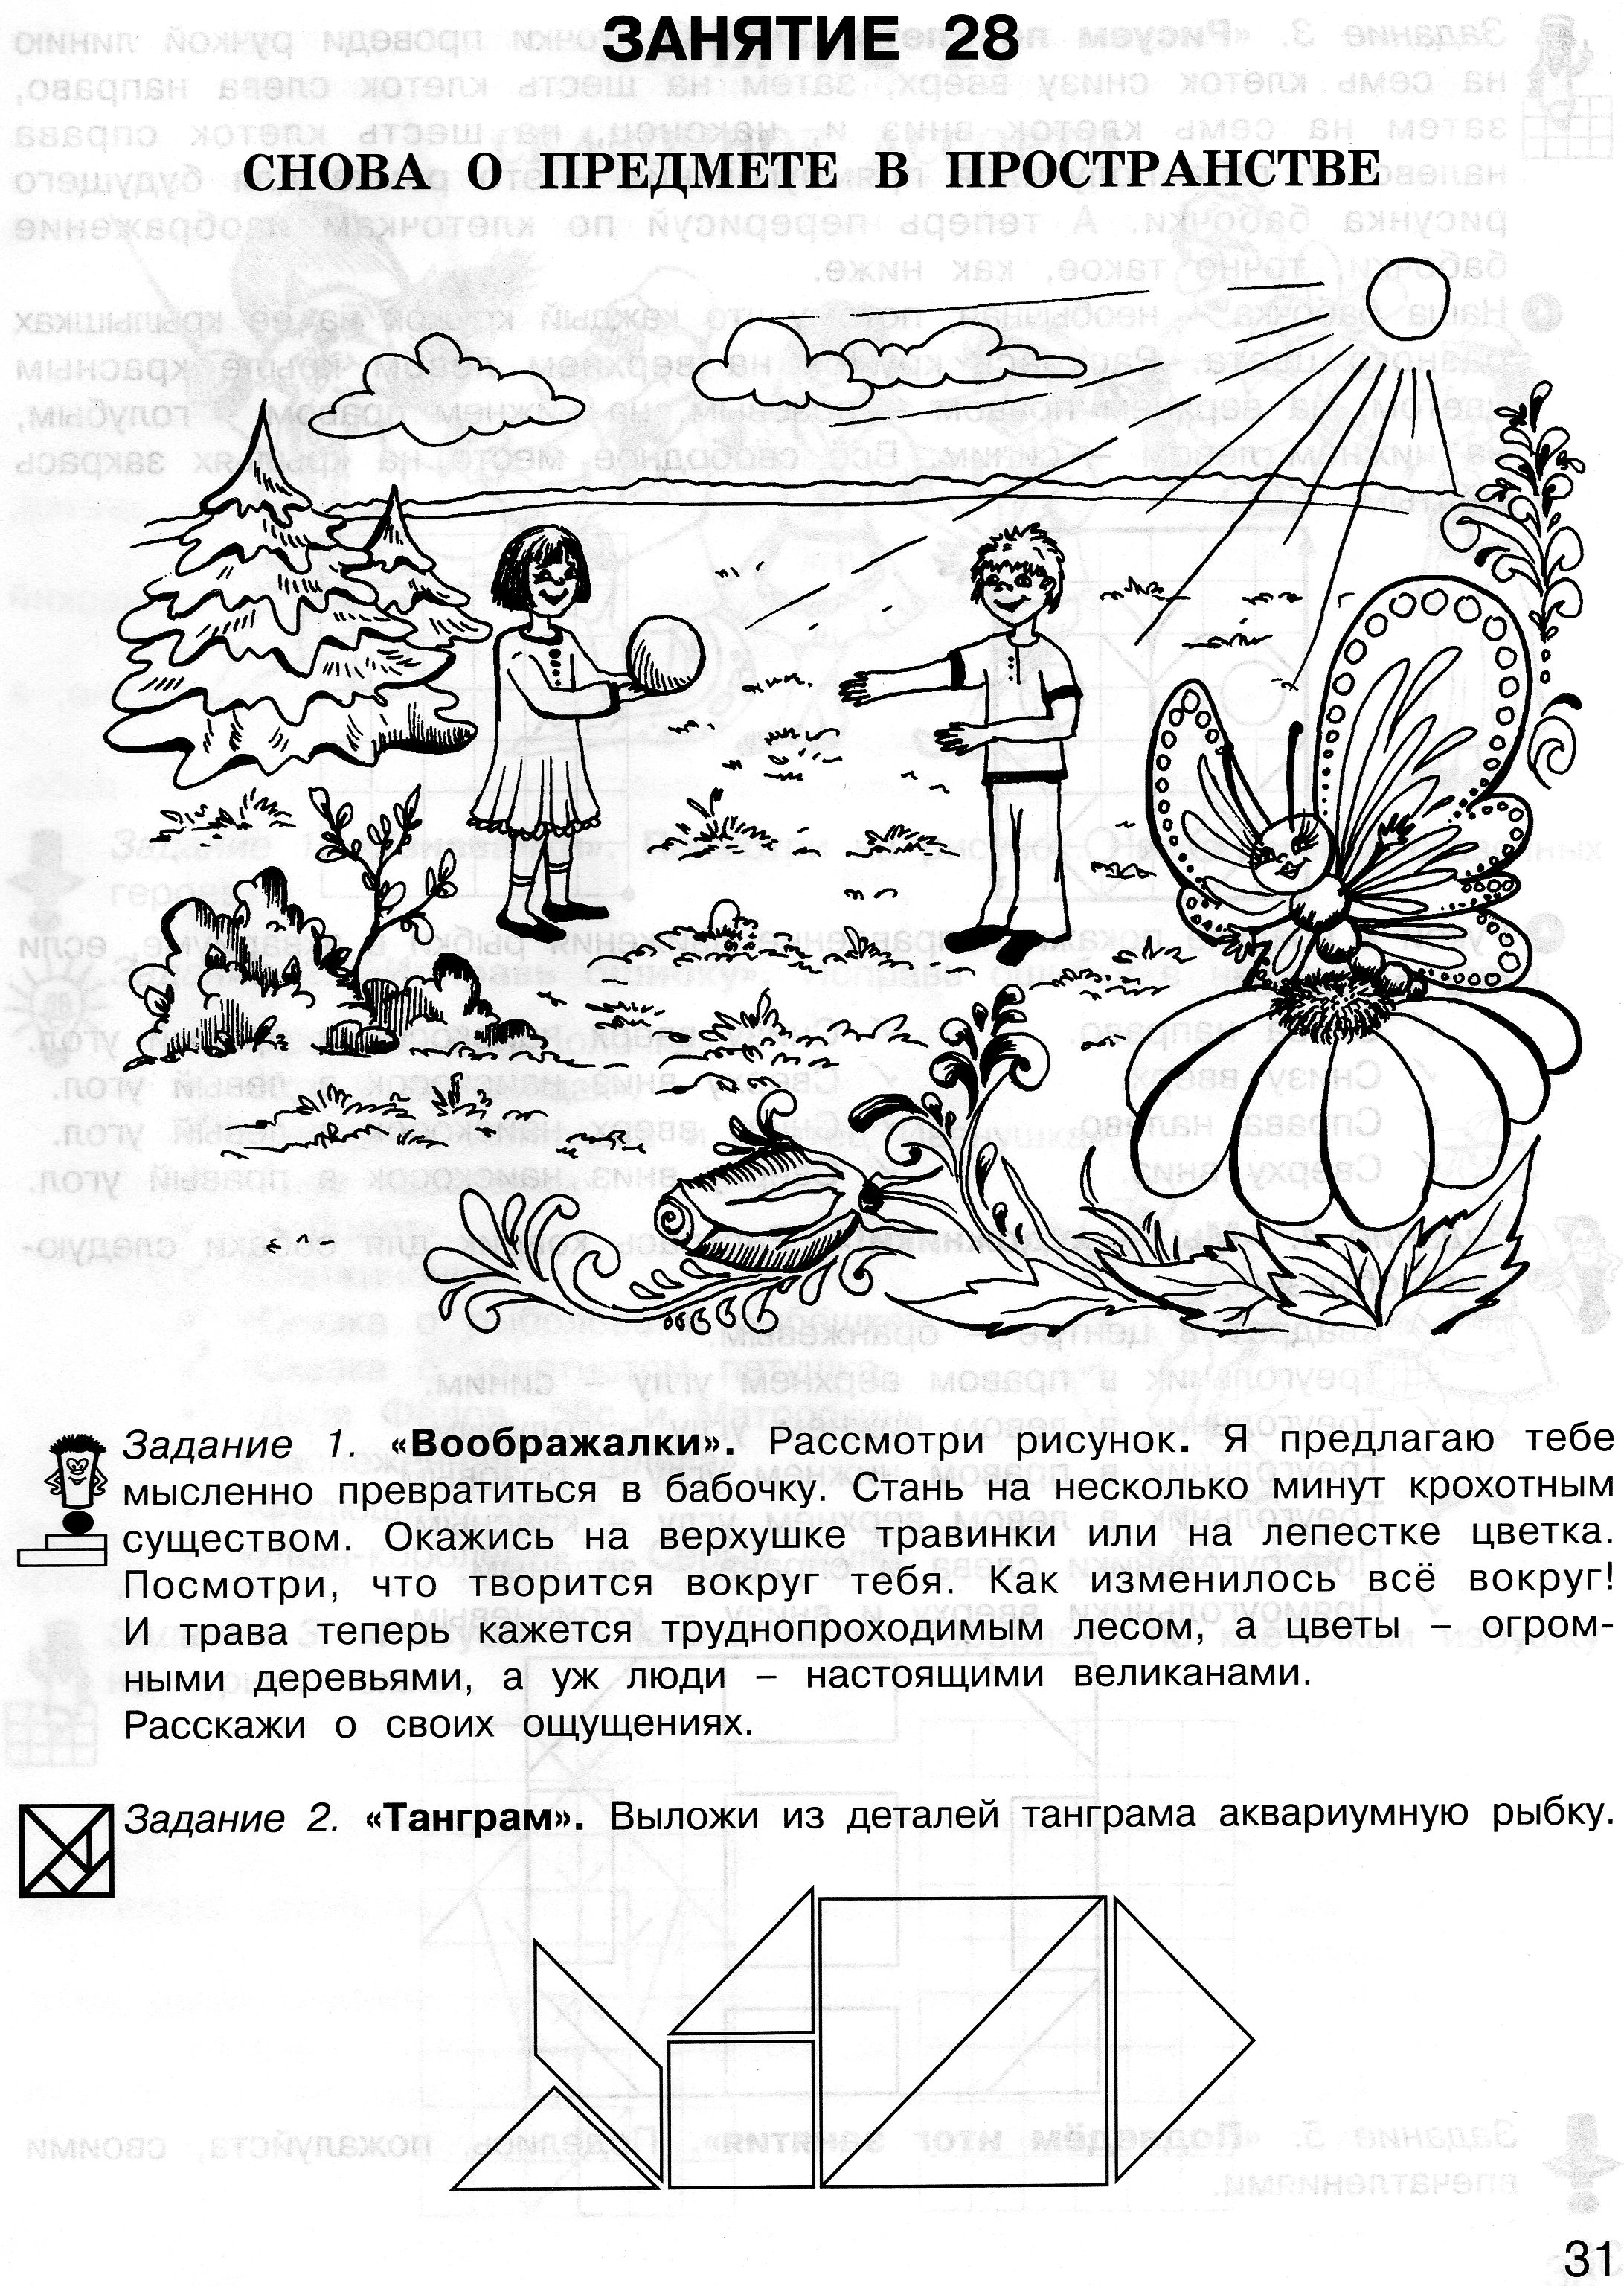 ЗАНЯТИЕ 28
СНОВА О ПРЕДМЕТЕ В ПРОСТРАНСТВЕ
Задание 1. «Воображалки». Рассмотри рисунок. Я предлагаю тебе
мысленно превратиться в бабочку. Стань на несколько минут крохотным
существом. Окажись на верхушке травинки или на лепестке цветка.
Посмотри, что творится вокруг тебя. Как изменилось всё вокруг!
И трава теперь кажется труднопроходимым лесом, а цветы – огром-
ными деревьями, а уж люди – настоящими великанами.
Расскажи о своих ощущениях.
Задание 2. «Танграм». Выложи из деталей танграма аквариумную рыбку.
31